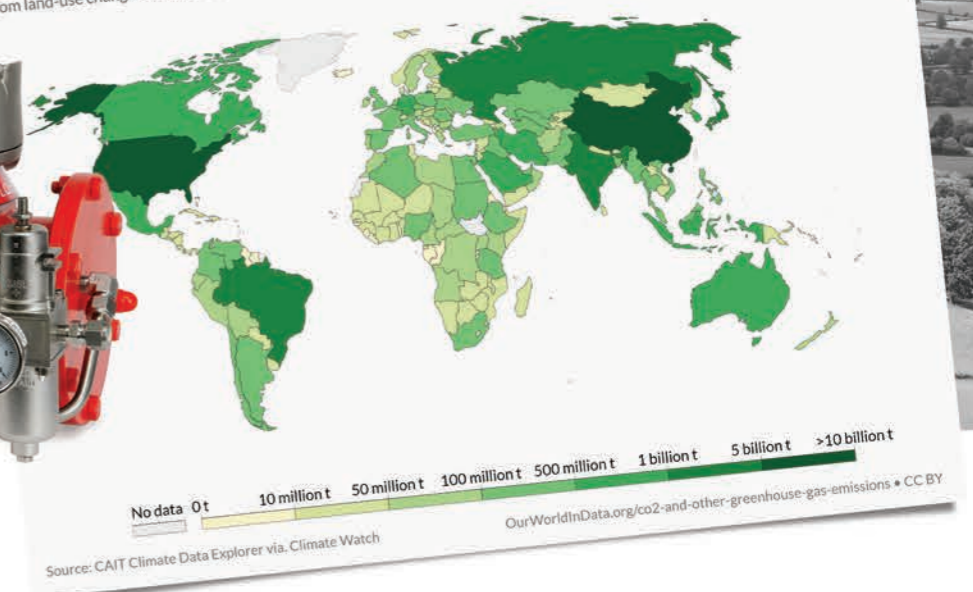 om land-use chang
No data 0 t 10 million t 50 million t 100 million t 500 million t 1 billion t 5 billion t >10 billion t
Source: CAIT Climate Data Explorer via. Climate Watch
OurWorldInData.org/co2-and-other-greenhouse-gas-emissions • CC BY